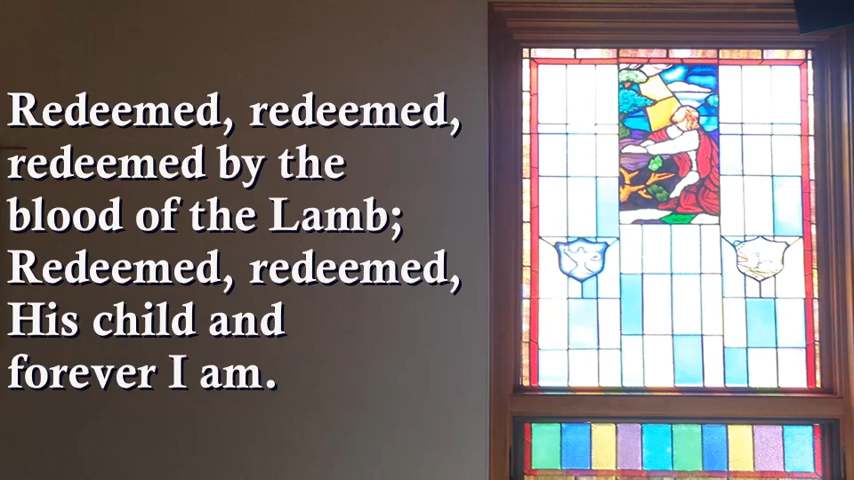 Redeemed, redeemed,
redeemed by the
blood of the Lamb;
Redeemed, redeemed,
His child and
forever I am.